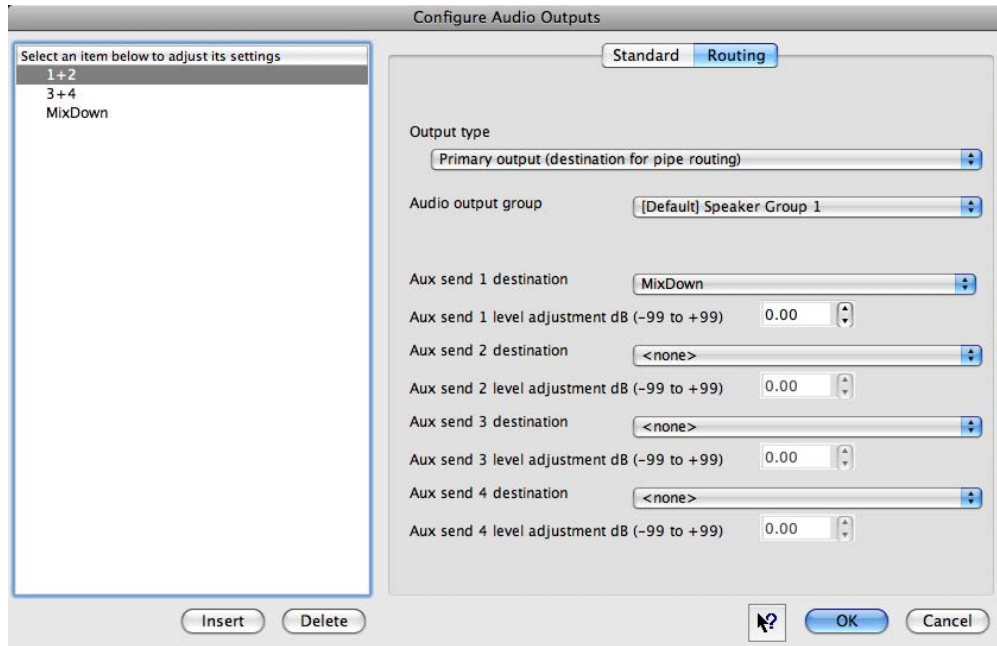 Configure Audio Outputs
Select an item below to adjust its settings
1+2
3+4
MixDown
Standard Routing
Output type
Primary output (destination for pipe routing)
Audio output group [Default] Speaker Group 1
Aux send 1 destination MixDown
Aux send 1 level adjustment dB (-99 to +99) 0.00
Aux send 2 destination <none>
Aux send 2 level adjustment dB (-99 to +99) 0.00
Aux send 3 destination <none>
Aux send 3 level adjustment dB (-99 to +99) 0.00
Aux send 4 destination <none>
Aux send 4 level adjustment dB (-99 to +99) 0.00
Insert Delete ? OK Cancel